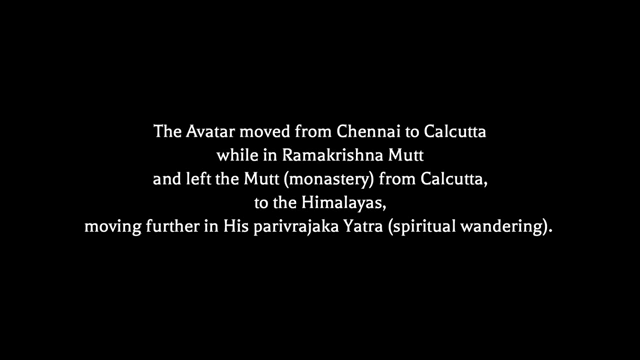 The Avatar moved from Chennai to Calcutta
while in Ramakrishna Mutt
and left the Mutt (monastery) from Calcutta,
to the Himalayas,
moving further in His parivrajaka Yatra (spiritual wandering).